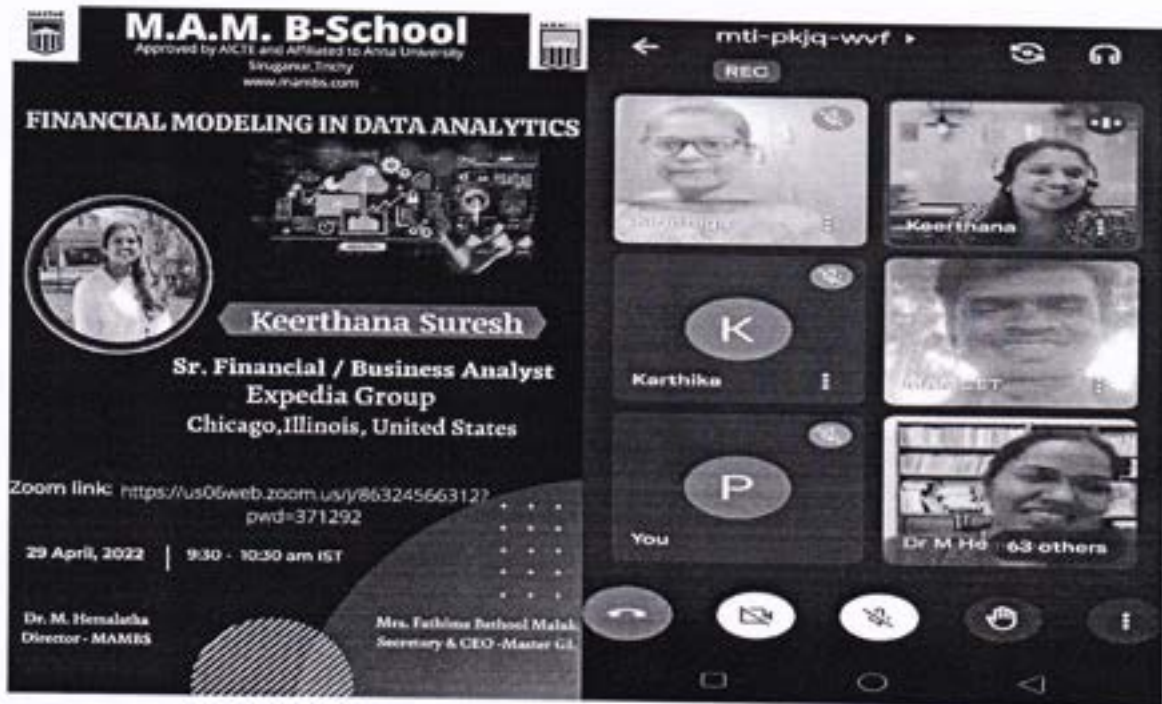 M.A.M. B-School
Approved by AICTE and Affiliated to Anna University
Siruganur, Trichy
www.mambs.com
FINANCIAL MODELING IN DATA ANALYTICS
Keerthana Suresh
Sr. Financial / Business Analyst
Expedia Group
Chicago,Illinois, United States
Zoom link: https://us06web.zoom.us/j/86324566312?
pwd=371292
29 April, 2022 | 9:30 - 10:30 am IST
Dr. M. Hemalatha
Director - MAMBS
Mrs. Fathima Bathool Maluk
Secretary & CEO -Master G.I.
mti-pkjq-wvf
REC
Keerthana
K
Karthika
P
You
Dr M He
63 others